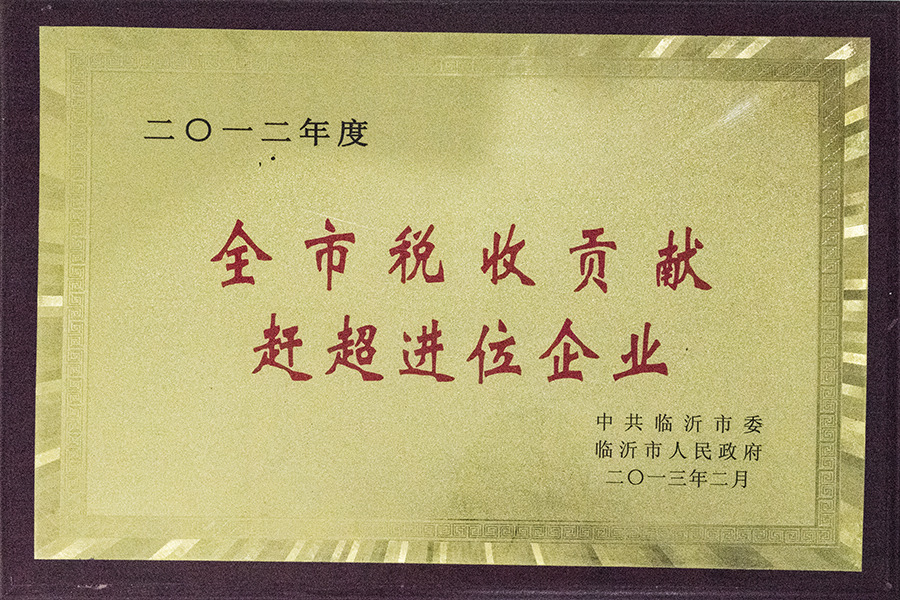 二〇一二年度
全市税收贡献
赶超进位企业
中共临沂市委
临沂市人民政府
二〇一三年二月